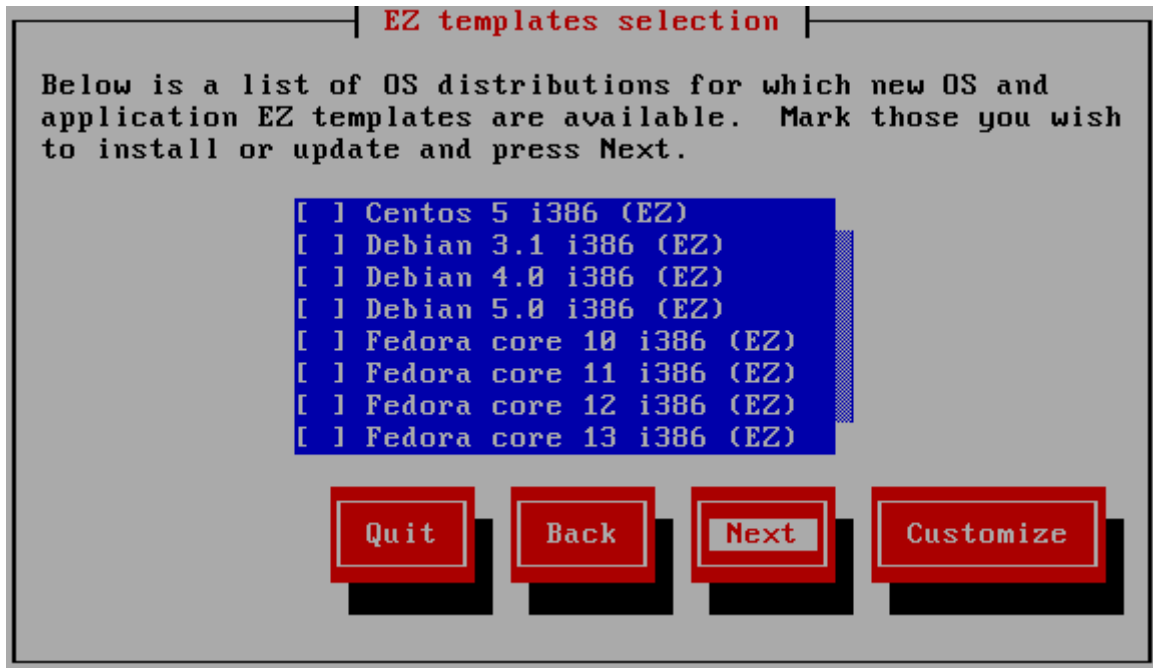 EZ templates selection
Below is a list of OS distributions for which new OS and
application EZ templates are available.  Mark those you wish
to install or update and press Next.
[ ] Centos 5 i386 (EZ)
[ ] Debian 3.1 i386 (EZ)
[ ] Debian 4.0 i386 (EZ)
[ ] Debian 5.0 i386 (EZ)
[ ] Fedora core 10 i386 (EZ)
[ ] Fedora core 11 i386 (EZ)
[ ] Fedora core 12 i386 (EZ)
[ ] Fedora core 13 i386 (EZ)
Quit Back Next Customize